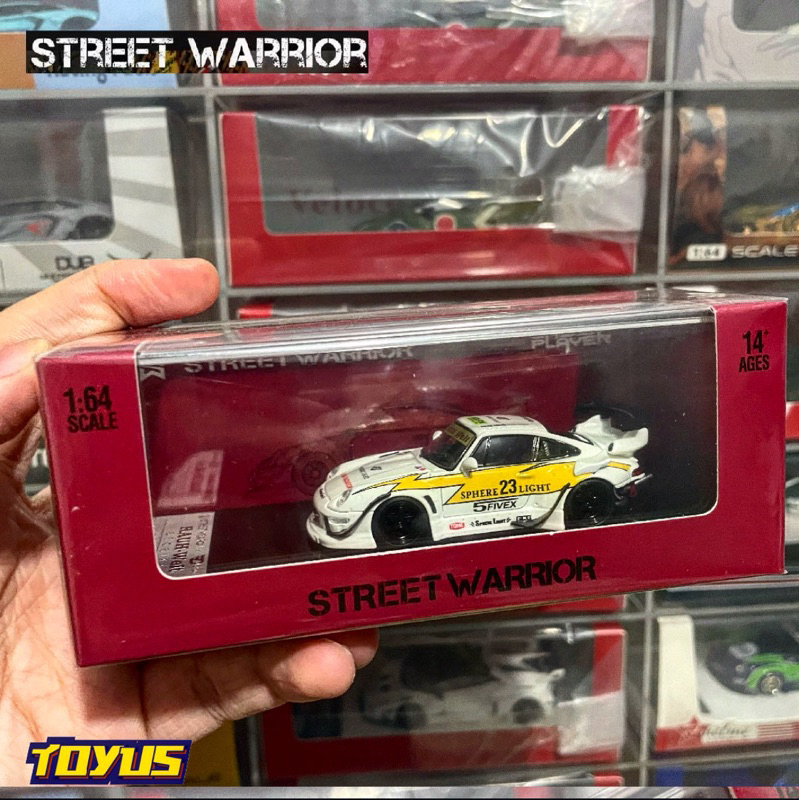 STREET WARRIOR
DUB
1:64 SCALE
STREET WARRIOR
PLAYER
1:64
SCALE
14+
AGES
SPHERE 23 LIGHT
5FIVEX
STREET WARRIOR
TOYUS